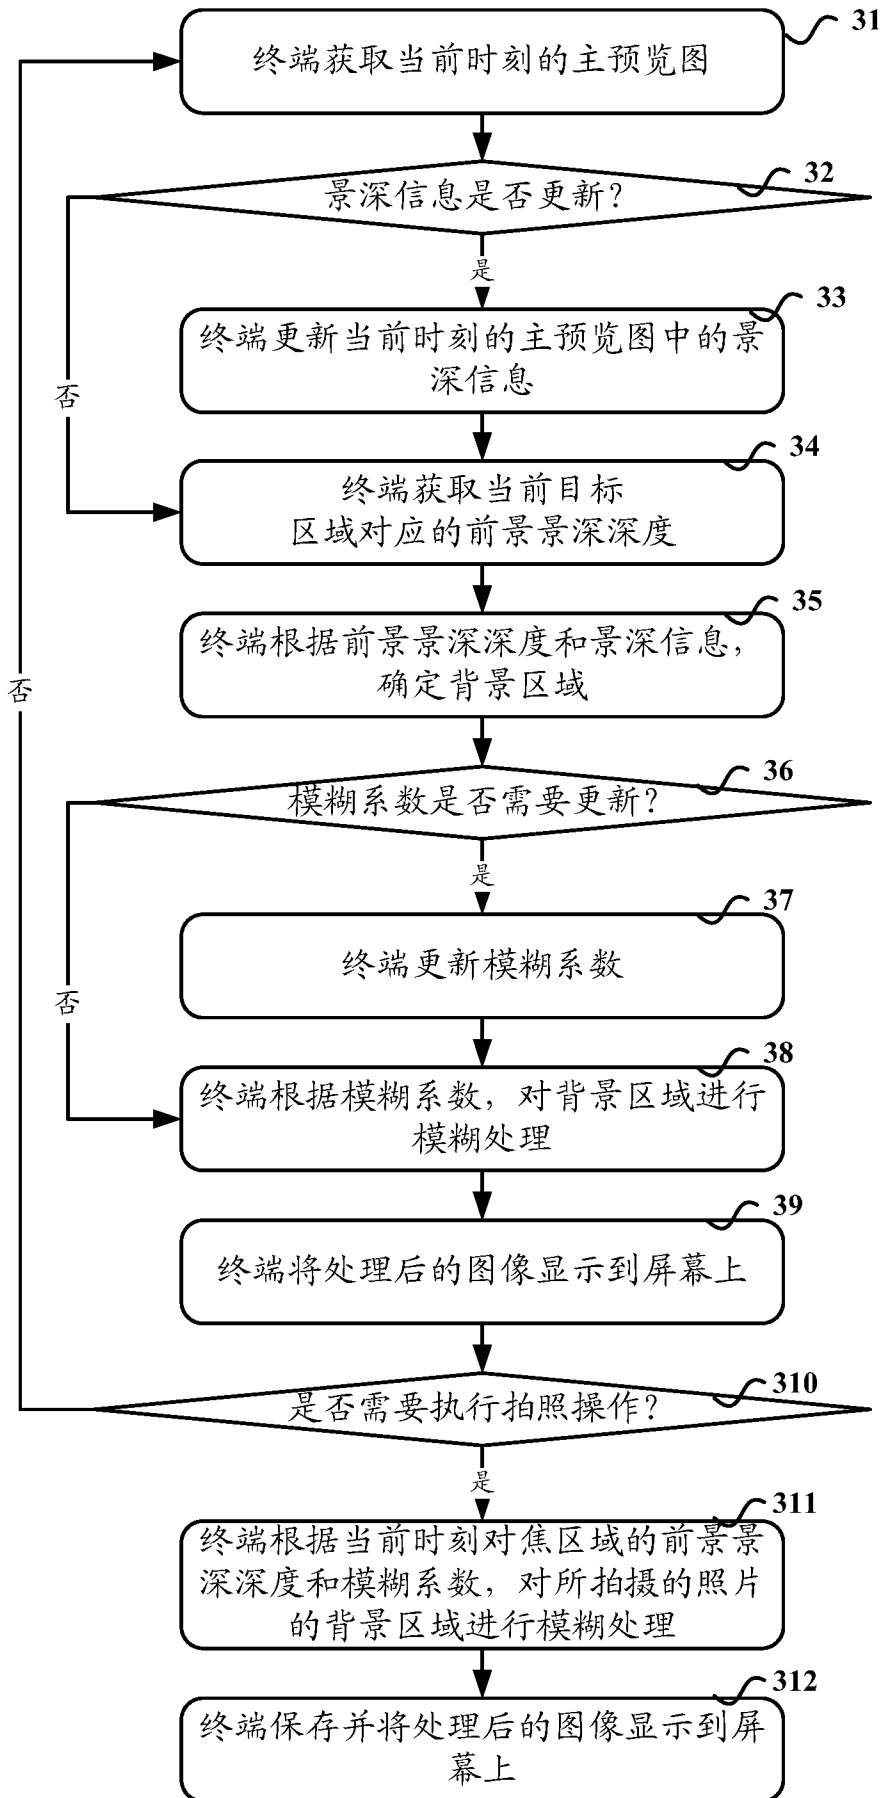 31
终端获取当前时刻的主预览图
32
景深信息是否更新？
是
33
终端更新当前时刻的主预览图中的景
深信息
否
34
终端获取当前目标
区域对应的前景景深深度
35
终端根据前景景深深度和景深信息，
确定背景区域
否
36
模糊系数是否需要更新？
是
37
终端更新模糊系数
否
38
终端根据模糊系数，对背景区域进行
模糊处理
39
终端将处理后的图像显示到屏幕上
310
是否需要执行拍照操作？
是
311
终端根据当前时刻对焦区域的前景景
深深度和模糊系数，对所拍摄的照片
的背景区域进行模糊处理
312
终端保存并将处理后的图像显示到屏
幕上